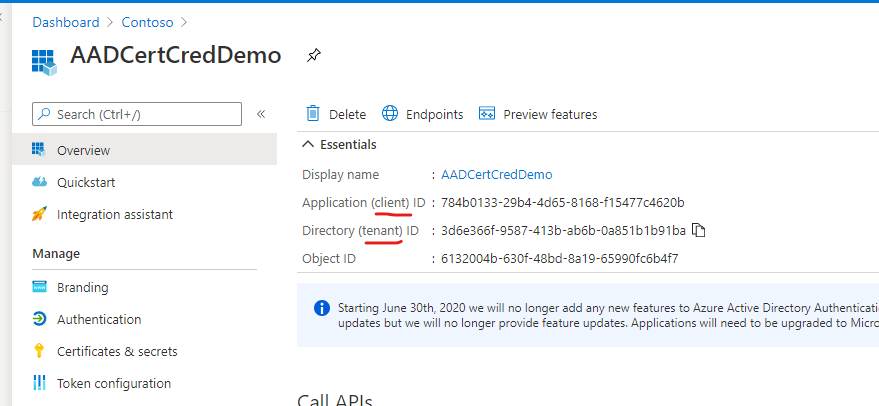 Dashboard > Contoso >
AADCertCredDemo
Search (Ctrl+/)
«
Overview
Quickstart
Integration assistant
Manage
Branding
Authentication
Certificates & secrets
Token configuration
Delete Endpoints Preview features
Essentials
Display name : AADCertCredDemo
Application (client) ID : 784b0133-29b4-4d65-8168-f15477c4620b
Directory (tenant) ID : 3d6e366f-9587-413b-ab6b-0a851b1b91ba
Object ID : 6132004b-630f-48bd-8a19-65990fc6b4f7
Starting June 30th, 2020 we will no longer add any new features to Azure Active Directory Authenticati
updates but we will no longer provide feature updates. Applications will need to be upgraded to Micro
Call APIs